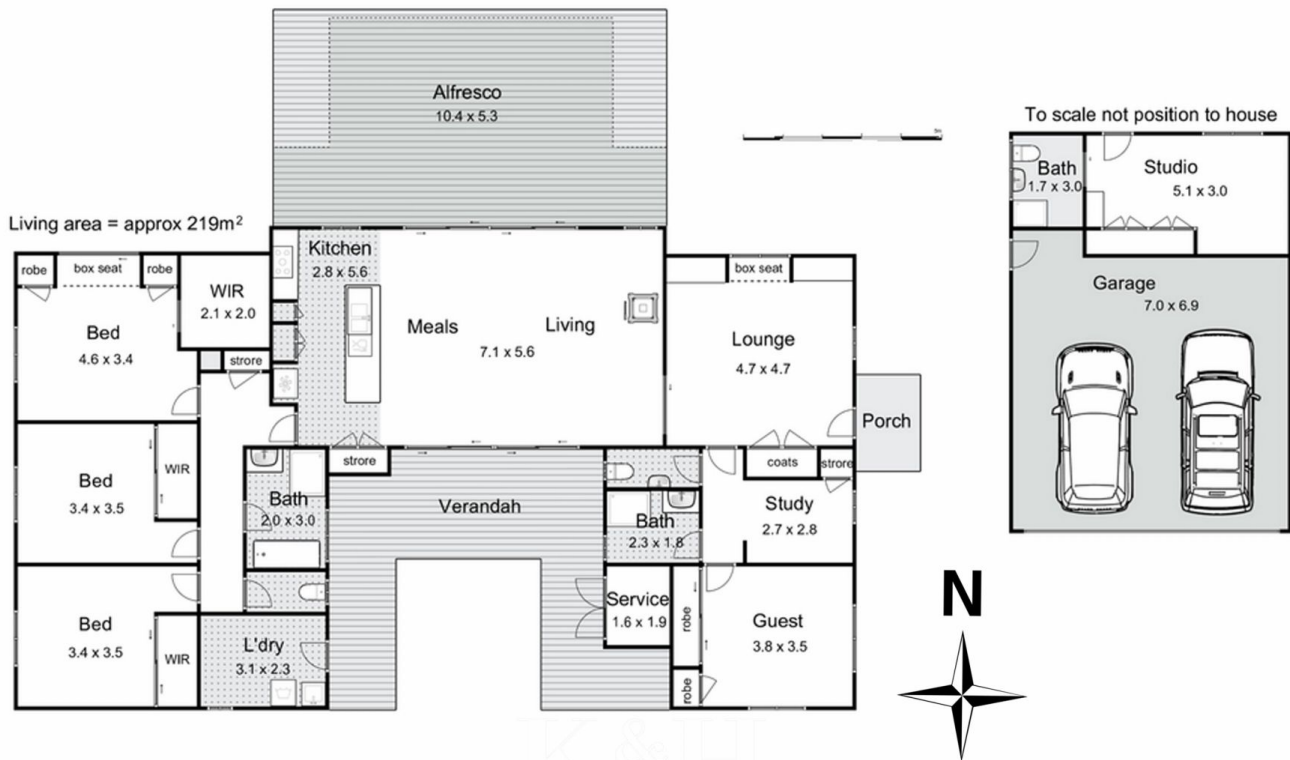 Alfresco
10.4 x 5.3
To scale not position to house
5m
Bath
1.7 x 3.0
Studio
5.1 x 3.0
Living area = approx 219m²
robe
box seat
robe
WIR
2.1 x 2.0
Kitchen
2.8 x 5.6
Meals
Living
7.1 x 5.6
box seat
Garage
7.0 x 6.9
Bed
4.6 x 3.4
strore
Lounge
4.7 x 4.7
Porch
strore
coats
strore
Bed
3.4 x 3.5
WIR
Bath
2.0 x 3.0
Verandah
Bath
2.3 x 1.8
Study
2.7 x 2.8
Bed
3.4 x 3.5
WIR
L'dry
3.1 x 2.3
Service
1.6 x 1.9
robe
robe
Guest
3.8 x 3.5
N